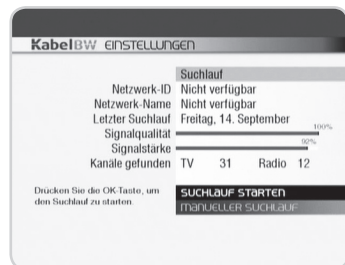 KabelBW EINSTELLUNGEN
Suchlauf
Netzwerk-ID Nicht verfügbar
Netzwerk-Name Nicht verfügbar
Letzter Suchlauf Freitag, 14. September
Signalqualität 100%
Signalstärke 92%
Kanäle gefunden TV 31 Radio 12
Drücken Sie die OK-Taste, um
den Suchlauf zu starten.
SUCHLAUF STARTEN
MANUELLER SUCHLAUF